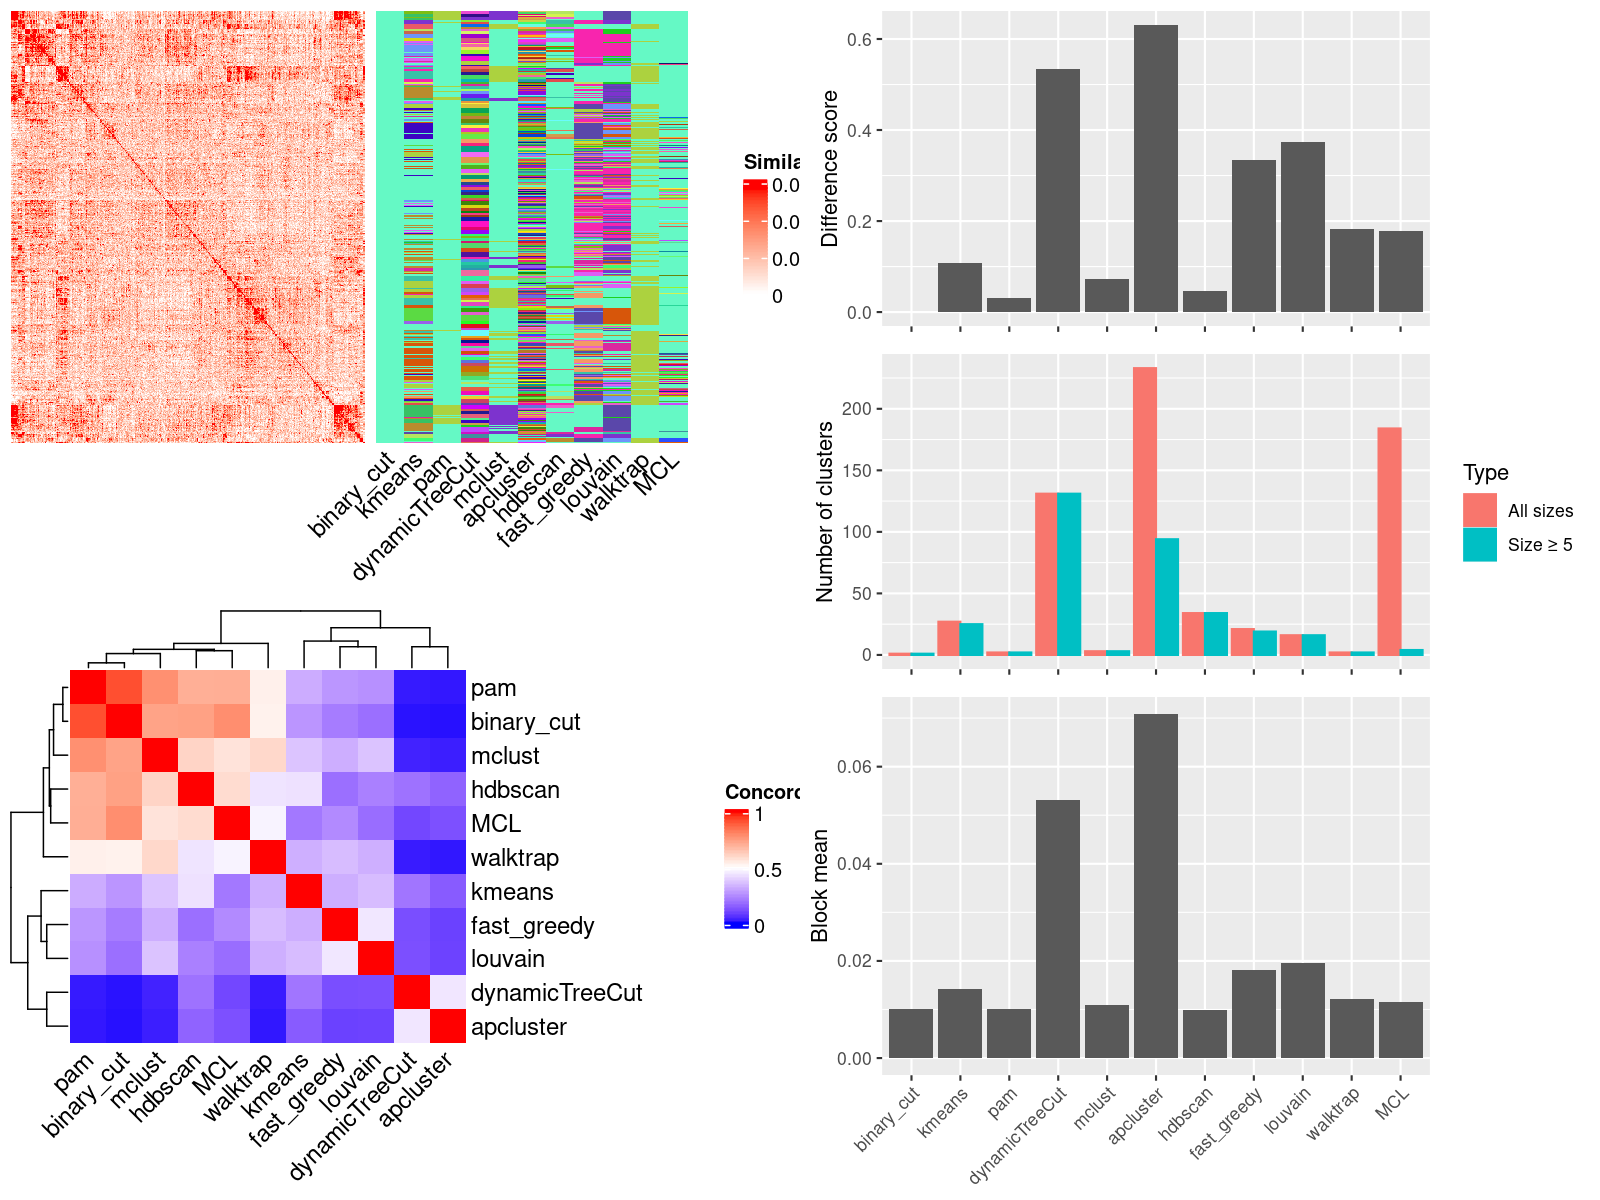 Simila
0.0
0.0
0.0
0
binary_cut
kmeans
pam
dynamicTreeCut
mclust
apcluster
hdbscan
fast_greedy
louvain
walktrap
MCL
pam
binary_cut
mclust
hdbscan
MCL
walktrap
kmeans
fast_greedy
louvain
dynamicTreeCut
apcluster
pam
binary_cut
mclust
hdbscan
MCL
walktrap
kmeans
fast_greedy
louvain
dynamicTreeCut
apcluster
Concord
1
0.5
0
Difference score
0.6
0.4
0.2
0.0
Number of clusters
200
150
100
50
0
Type
All sizes
Size ≥ 5
Block mean
0.06
0.04
0.02
0.00
binary_cut
kmeans
pam
dynamicTreeCut
mclust
apcluster
hdbscan
fast_greedy
louvain
walktrap
MCL